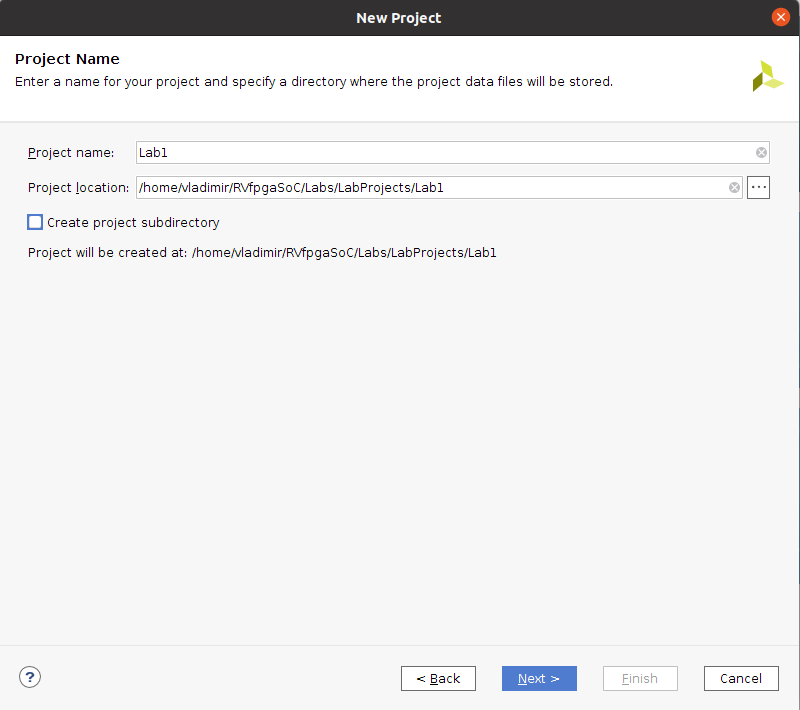 New Project
Project Name
Enter a name for your project and specify a directory where the project data files will be stored.
Project name: Lab1
Project location: /home/vladimir/RVfpgaSoC/Labs/LabProjects/Lab1 ...
Create project subdirectory
Project will be created at: /home/vladimir/RVfpgaSoC/Labs/LabProjects/Lab1
? < Back Next > Finish Cancel